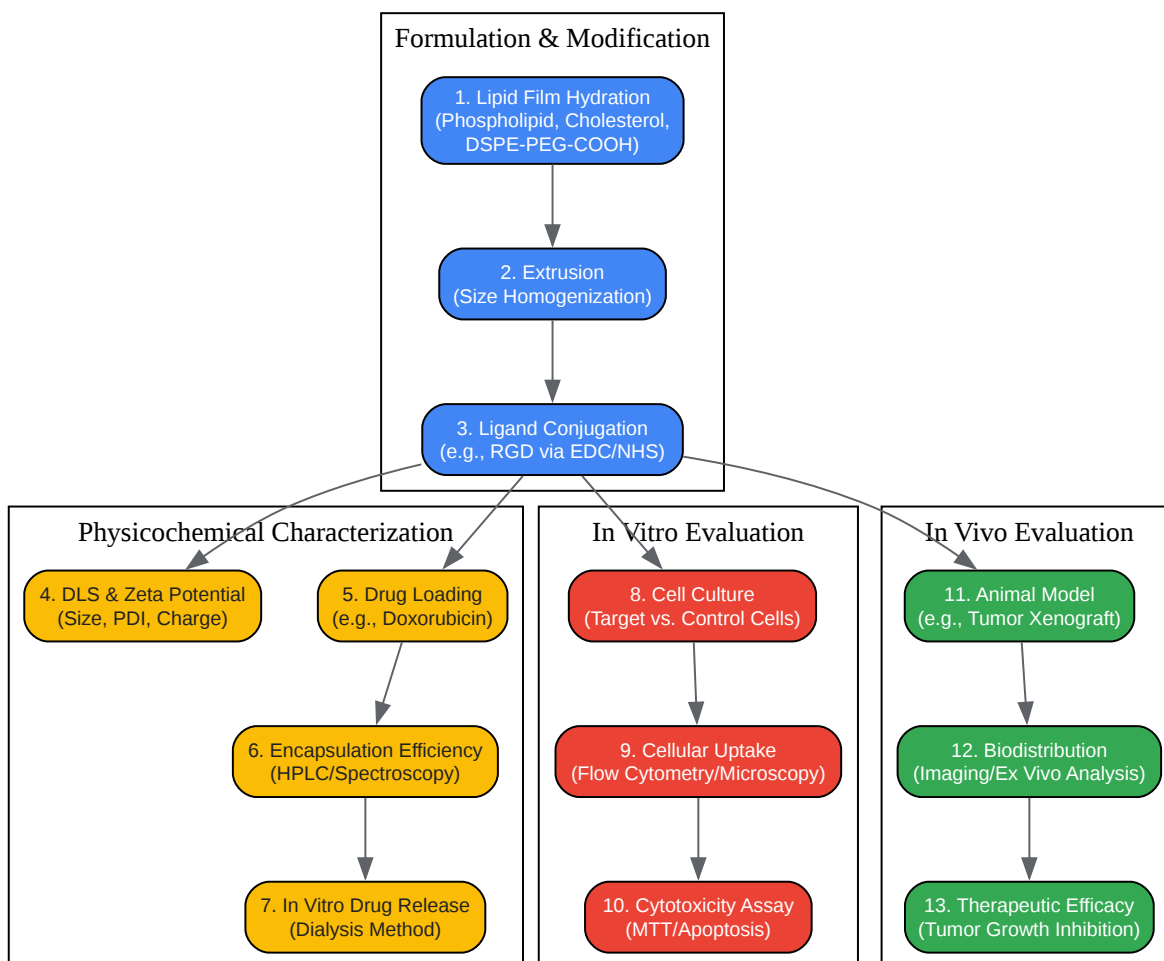 Formulation & Modification
1. Lipid Film Hydration
(Phospholipid, Cholesterol,
DSPE-PEG-COOH)
2. Extrusion
(Size Homogenization)
3. Ligand Conjugation
(e.g., RGD via EDC/NHS)
Physicochemical Characterization
4. DLS & Zeta Potential
(Size, PDI, Charge)
5. Drug Loading
(e.g., Doxorubicin)
6. Encapsulation Efficiency
(HPLC/Spectroscopy)
7. In Vitro Drug Release
(Dialysis Method)
In Vitro Evaluation
8. Cell Culture
(Target vs. Control Cells)
9. Cellular Uptake
(Flow Cytometry/Microscopy)
10. Cytotoxicity Assay
(MTT/Apoptosis)
In Vivo Evaluation
11. Animal Model
(e.g., Tumor Xenograft)
12. Biodistribution
(Imaging/Ex Vivo Analysis)
13. Therapeutic Efficacy
(Tumor Growth Inhibition)